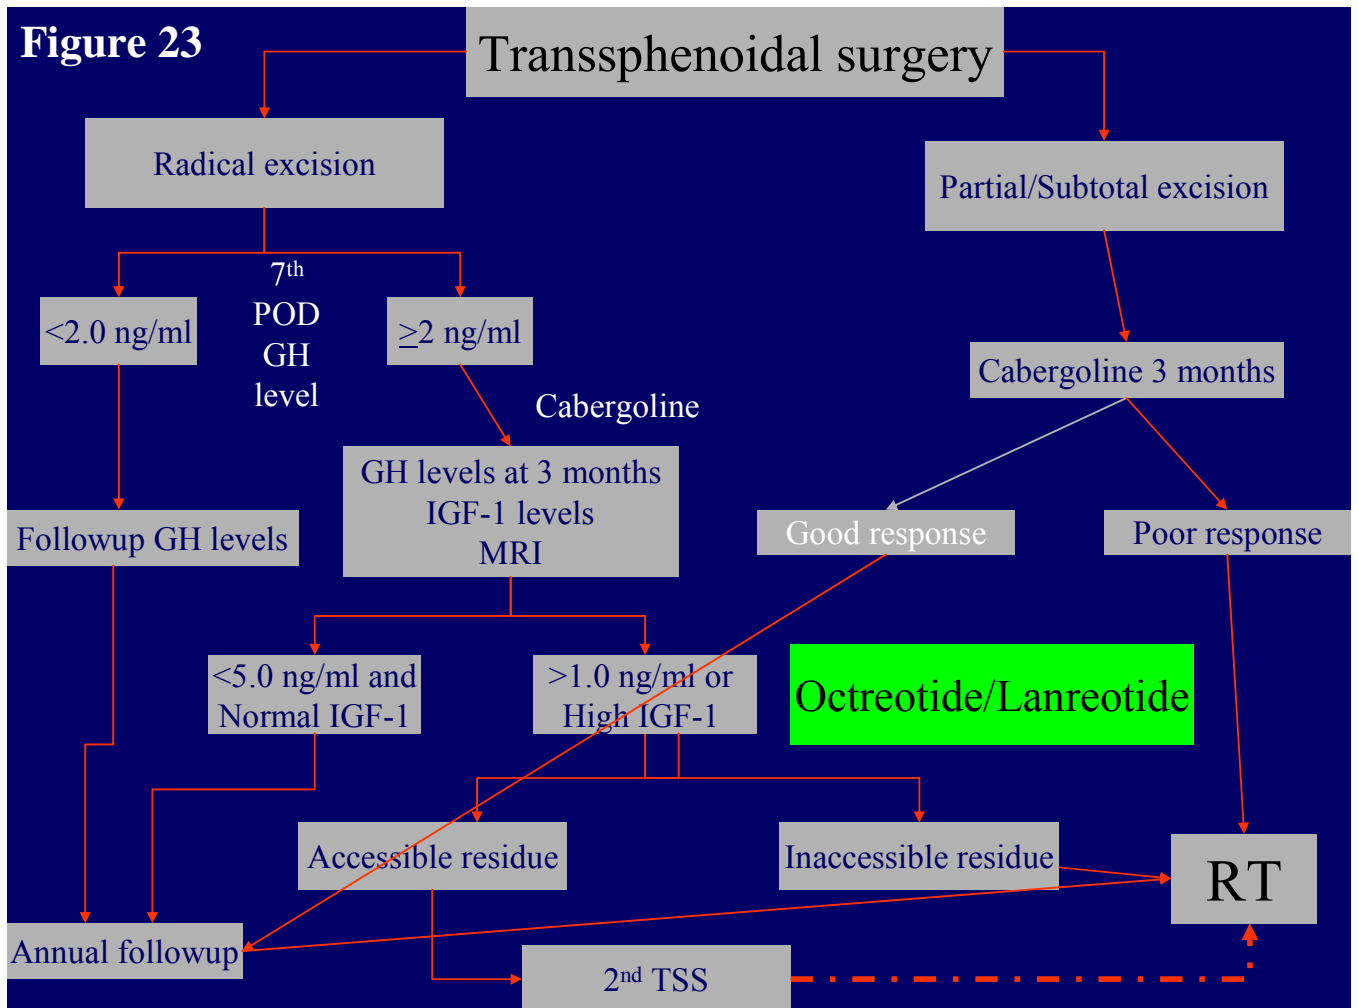 Figure 23
Transsphenoidal surgery
Radical excision
Partial/Subtotal excision
7th
POD
GH
level
<2.0 ng/ml
≥2 ng/ml
Cabergoline 3 months
Cabergoline
GH levels at 3 months
IGF-1 levels
MRI
Followup GH levels
Good response
Poor response
<5.0 ng/ml and
Normal IGF-1
>1.0 ng/ml or
High IGF-1
Octreotide/Lanreotide
Accessible residue
Inaccessible residue
RT
Annual followup
2nd TSS